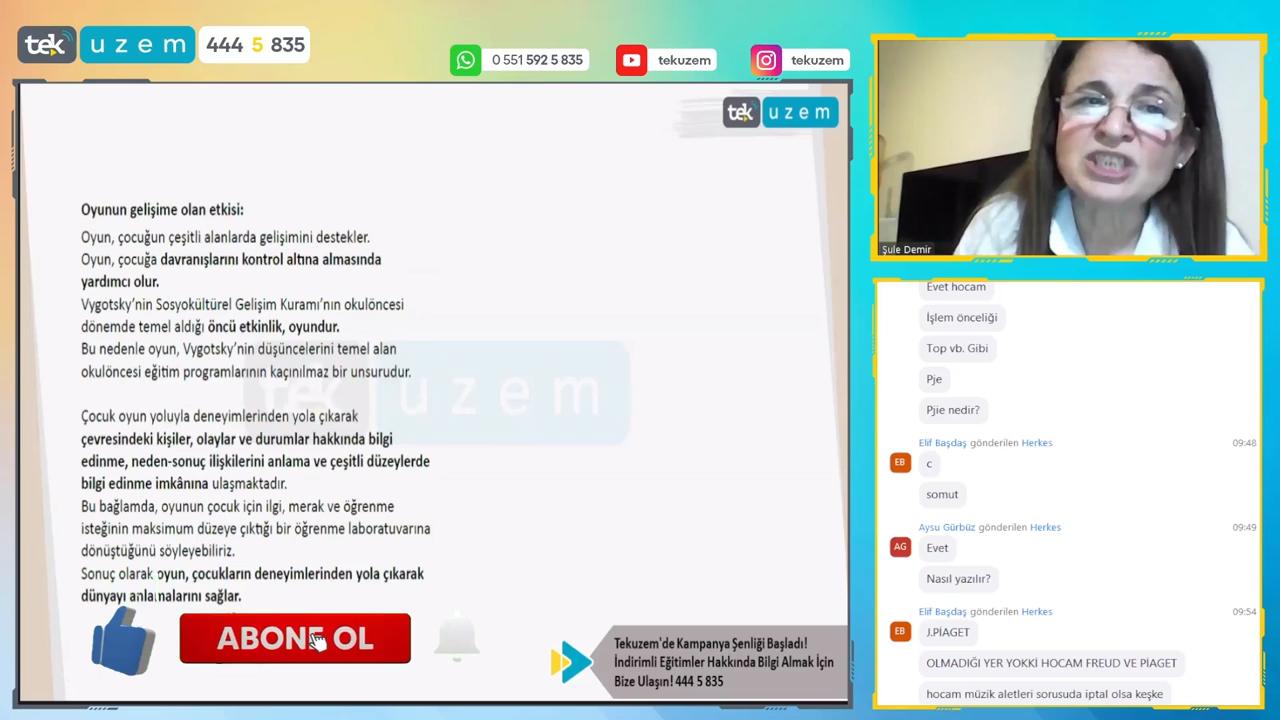 tek uzem 444 5 835
0 551 592 5 835
tekuzem
tekuzem
tek uzem
Oyunun gelişime olan etkisi:
Oyun, çocuğun çeşitli alanlarda gelişimini destekler.
Oyun, çocuğa davranışlarını kontrol altına almasında
yardımcı olur.
Vygotsky'nin Sosyokültürel Gelişim Kuramı'nın okulöncesi
dönemde temel aldığı öncü etkinlik, oyundur.
Bu nedenle oyun, Vygotsky'nin düşüncelerini temel alan
okulöncesi eğitim programlarının kaçınılmaz bir unsurudur.
tek uzem
Çocuk oyun yoluyla deneyimlerinden yola çıkarak
çevresindeki kişiler, olaylar ve durumlar hakkında bilgi
edinme, neden-sonuç ilişkilerini anlama ve çeşitli düzeylerde
bilgi edinme imkânına ulaşmaktadır.
Bu bağlamda, oyunun çocuk için ilgi, merak ve öğrenme
isteğinin maksimum düzeye çıktığı bir öğrenme laboratuvarına
dönüştüğünü söyleyebiliriz.
Sonuç olarak oyun, çocukların deneyimlerinden yola çıkarak
dünyayı anlamalarını sağlar.
ABONE OL
Tekuzem'de Kampanya Şenliği Başladı!
İndirimli Eğitimler Hakkında Bilgi Almak İçin
Bize Ulaşın! 444 5 835
Şule Demir
Evet hocam
İşlem önceliği
Top vb. Gibi
Pje
Pjie nedir?
Elif Başdaş gönderilen Herkes 09:48
EB c
somut
Aysu Gürbüz gönderilen Herkes 09:49
AG Evet
Nasıl yazılır?
Elif Başdaş gönderilen Herkes 09:54
EB J.PİAGET
OLMADIĞI YER YOKKİ HOCAM FREUD VE PİAGET
hocam müzik aletleri sorusuda iptal olsa keşke